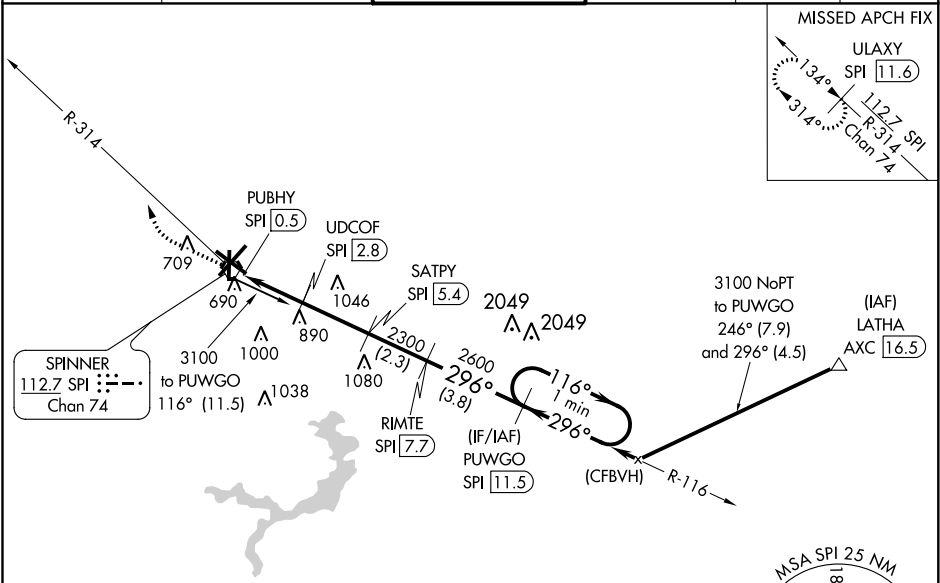 MISSED APCH FIX
ULAXY
SPI 11.6
134°
314°
112.7 SPI
R-314
Chan 74
R-314
PUBHY
SPI 0.5
UDCOF
SPI 2.8
SATPY
SPI 5.4
709
690
1046
890
1000
1080
1038
2049
2049
3100 NoPT
to PUWGO
246° (7.9)
and 296° (4.5)
(IAF)
LATHA
AXC 16.5
SPINNER
112.7 SPI
Chan 74
3100
to PUWGO
116° (11.5)
2300
(2.3)
2600
296°
(3.8)
116°
1 min
296°
RIMTE
SPI 7.7
(IF/IAF)
PUWGO
SPI 11.5
(CFBVH)
R-116
MSA SPI 25 NM
18